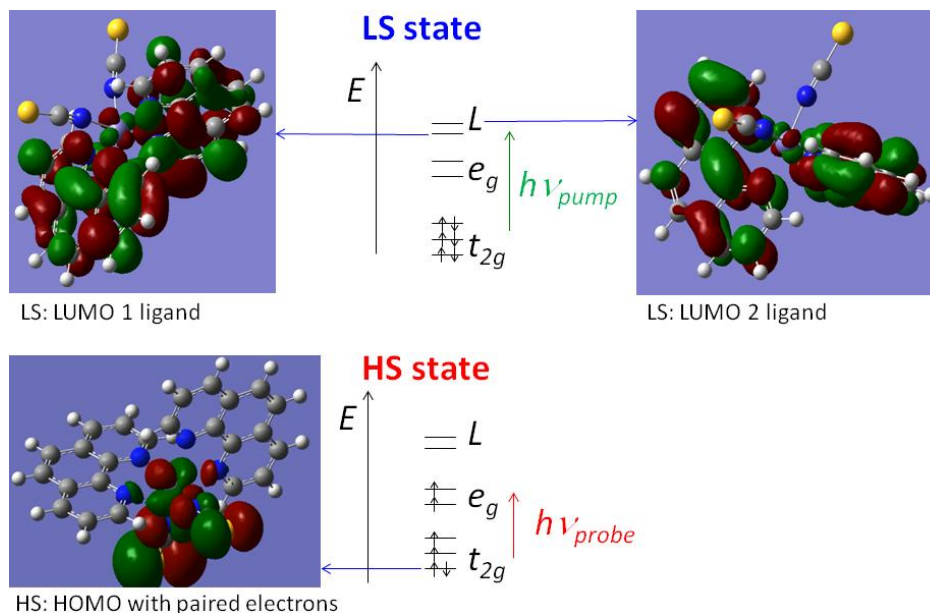 LS state
E
L
e_g
hν_pump
t_2g
LS: LUMO 1 ligand
LS: LUMO 2 ligand
HS state
E
L
e_g
hν_probe
t_2g
HS: HOMO with paired electrons